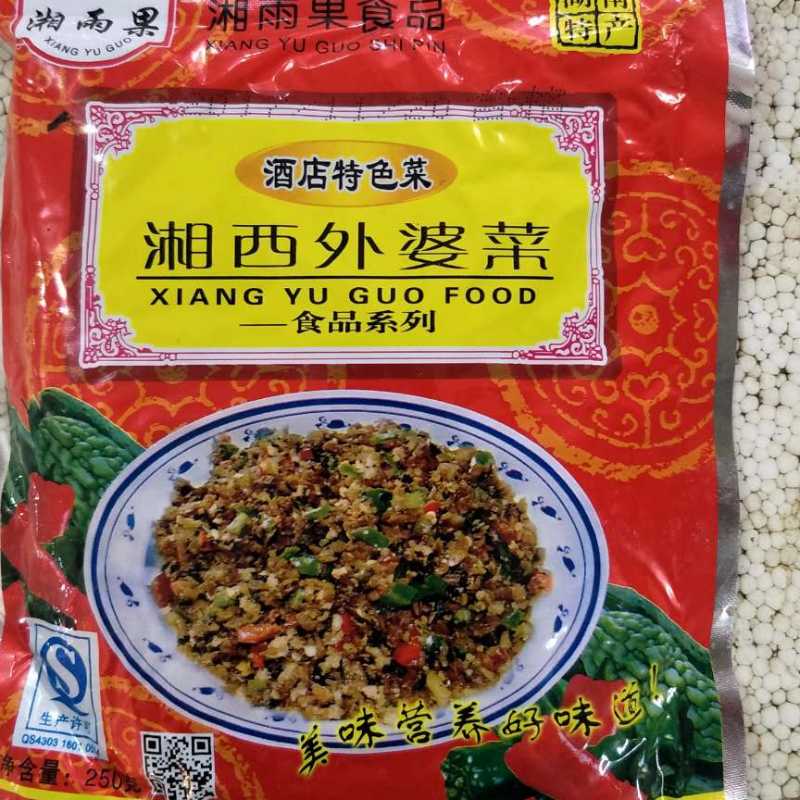 湘雨果
XIANG YU GUO
湘雨果食品
XIANG YU GUO SHI PIN
湖南
特产
酒店特色菜
湘西外婆菜
XIANG YU GUO FOOD
—食品系列
美味营养好味道！
生产许可
QS4303 1601
净含量：250克